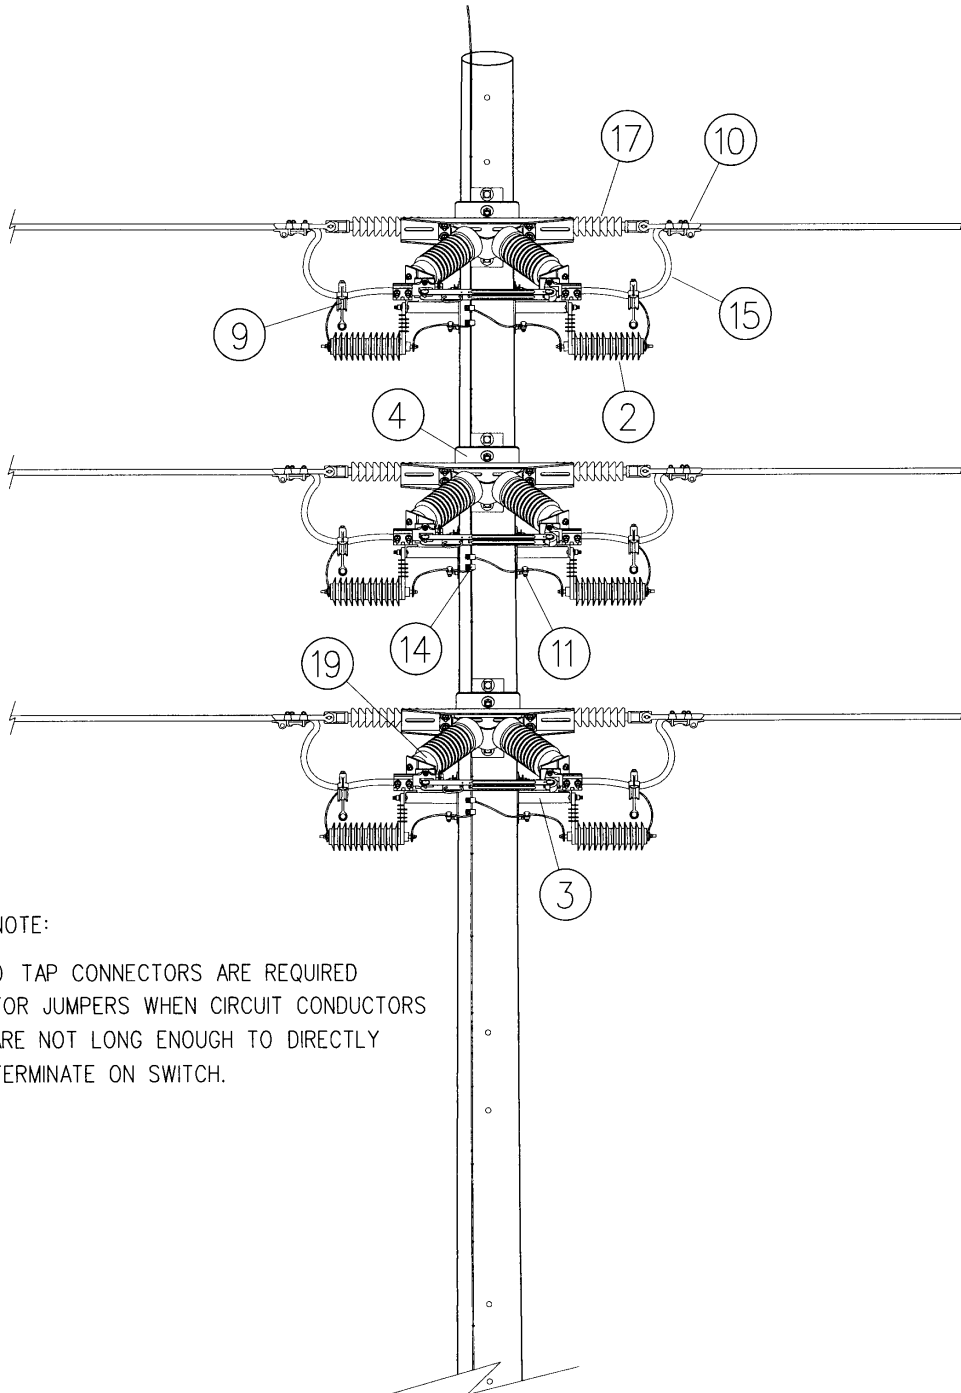 17
10
9
15
2
4
14
11
19
3
NOTE:
TAP CONNECTORS ARE REQUIRED
FOR JUMPERS WHEN CIRCUIT CONDUCTORS
ARE NOT LONG ENOUGH TO DIRECTLY
TERMINATE ON SWITCH.